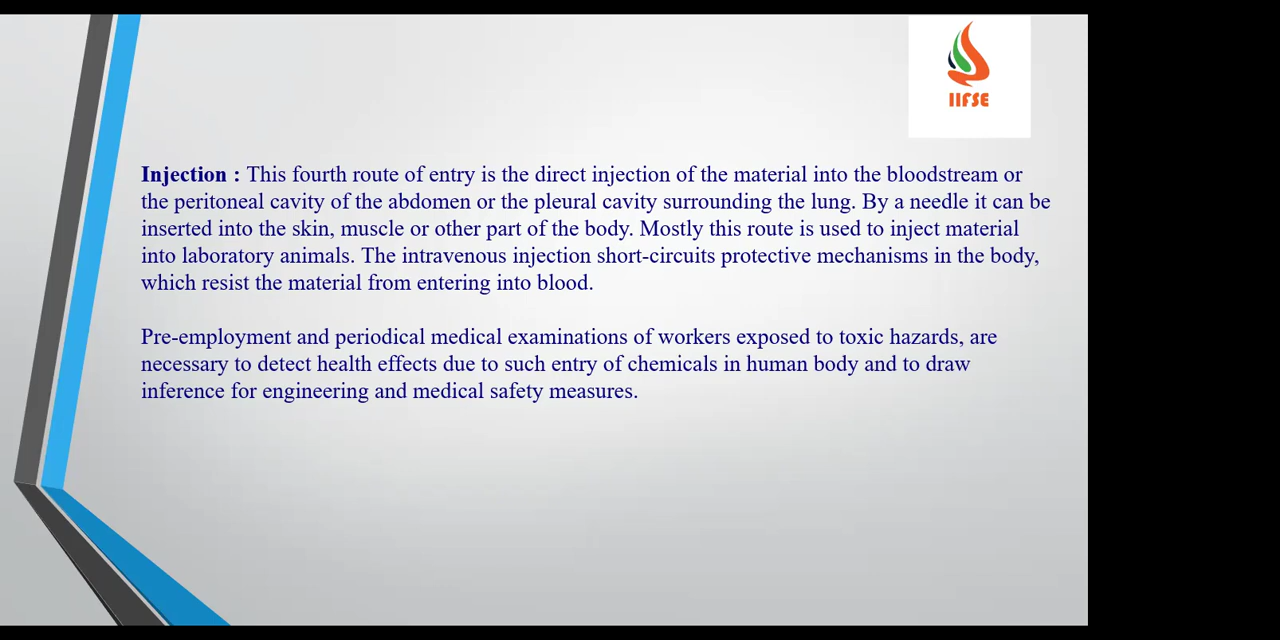 IIFSE
Injection : This fourth route of entry is the direct injection of the material into the bloodstream or
the peritoneal cavity of the abdomen or the pleural cavity surrounding the lung. By a needle it can be
inserted into the skin, muscle or other part of the body. Mostly this route is used to inject material
into laboratory animals. The intravenous injection short-circuits protective mechanisms in the body,
which resist the material from entering into blood.
Pre-employment and periodical medical examinations of workers exposed to toxic hazards, are
necessary to detect health effects due to such entry of chemicals in human body and to draw
inference for engineering and medical safety measures.